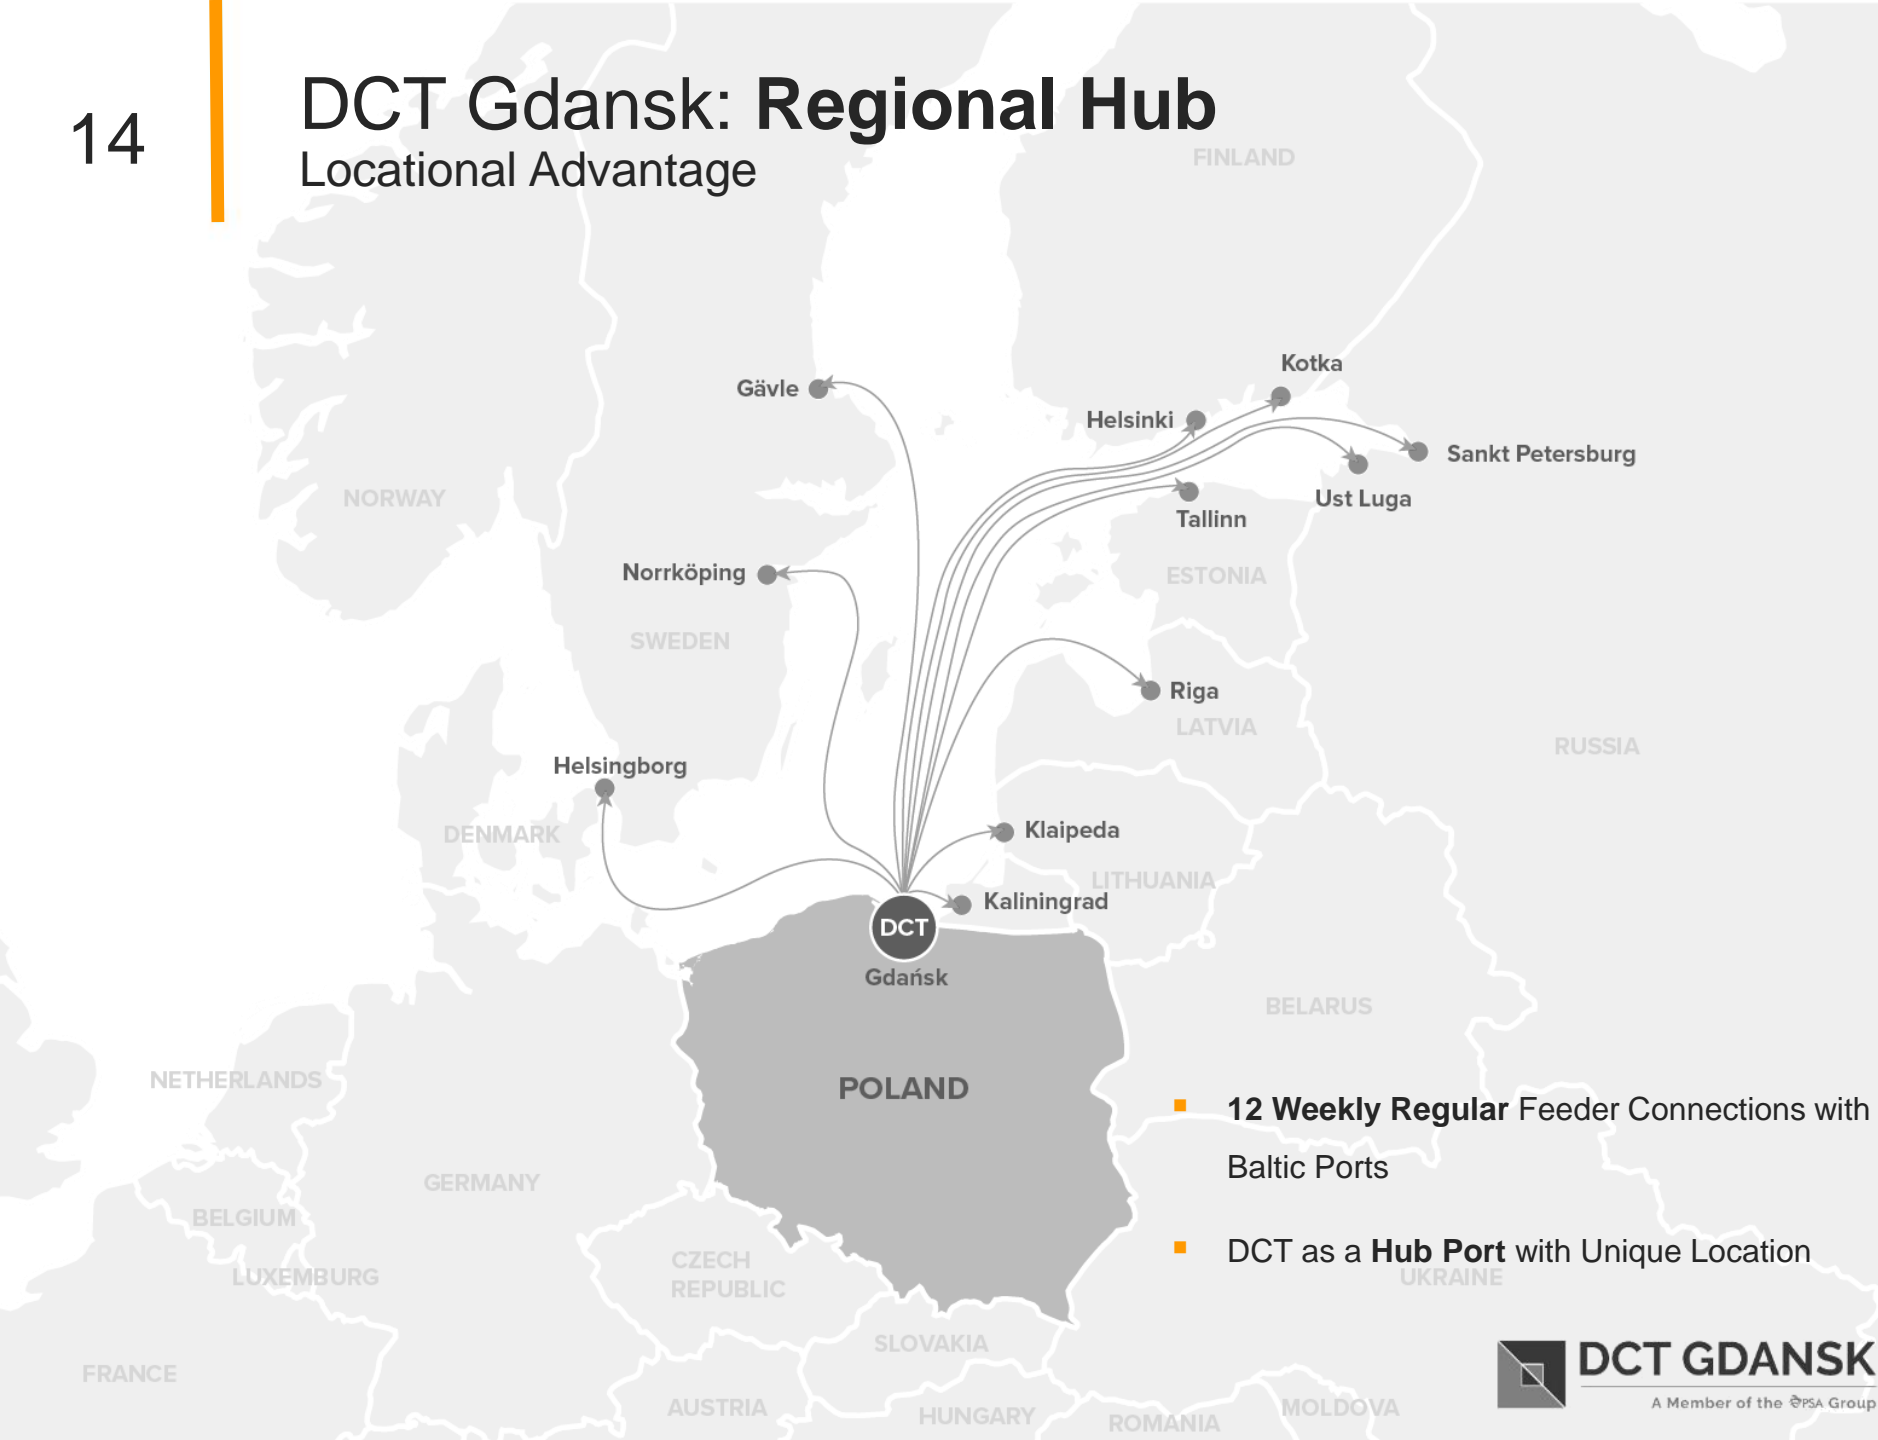 14
DCT Gdansk: Regional Hub
Locational Advantage
FINLAND
Kotka
Gävle
Helsinki
Sankt Petersburg
NORWAY
Ust Luga
Tallinn
Norrköping
ESTONIA
SWEDEN
Riga
LATVIA
RUSSIA
Helsingborg
DENMARK
Klaipeda
LITHUANIA
Kaliningrad
DCT
Gdańsk
BELARUS
NETHERLANDS
POLAND
12 Weekly Regular Feeder Connections with
Baltic Ports
GERMANY
BELGIUM
DCT as a Hub Port with Unique Location
CZECH
REPUBLIC
LUXEMBURG
UKRAINE
SLOVAKIA
FRANCE
DCT GDANSK
A Member of the PSA Group
AUSTRIA
HUNGARY
ROMANIA
MOLDOVA